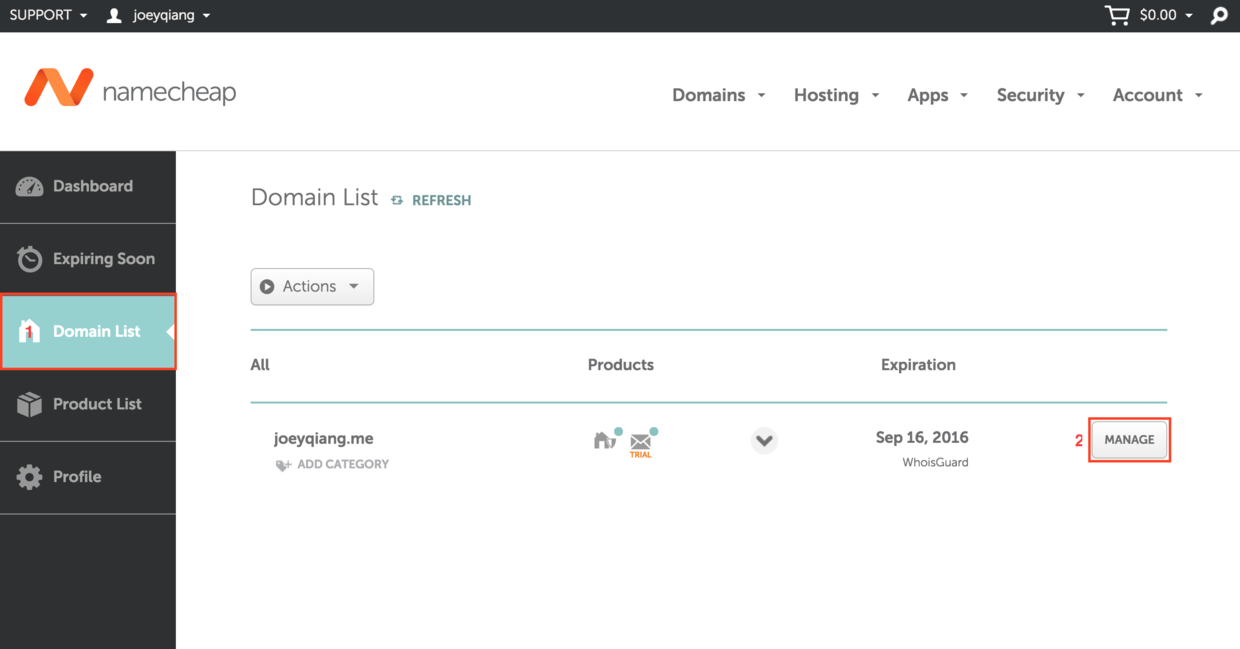 SUPPORT joeyqiang $0.00
namecheap
Domains Hosting Apps Security Account
Dashboard
Expiring Soon
1 Domain List
Product List
Profile
Domain List REFRESH
Actions
All Products Expiration
joeyqiang.me Sep 16, 2016 2 MANAGE
TRIAL
ADD CATEGORY WhoisGuard